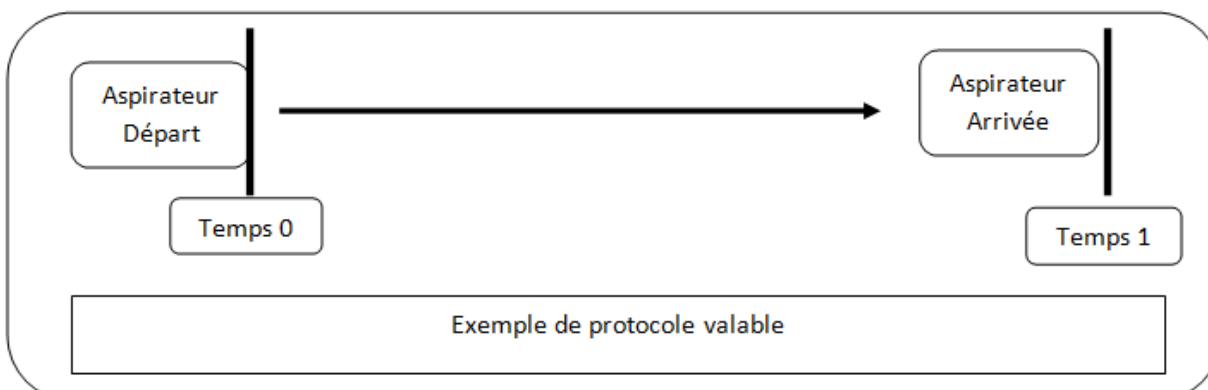 Aspirateur
Départ
Aspirateur
Arrivée
Temps 0
Temps 1
Exemple de protocole valable